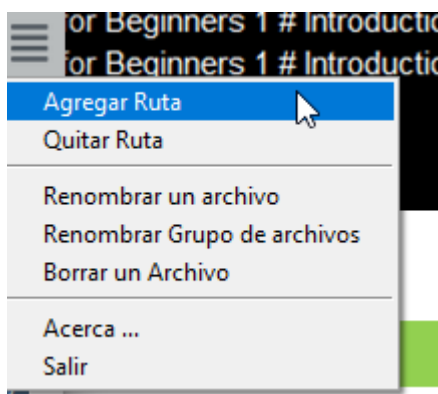 for Beginners 1 # Introductio
for Beginners 1 # Introductio
Agregar Ruta
Quitar Ruta
Renombrar un archivo
Renombrar Grupo de archivos
Borrar un Archivo
Acerca ...
Salir